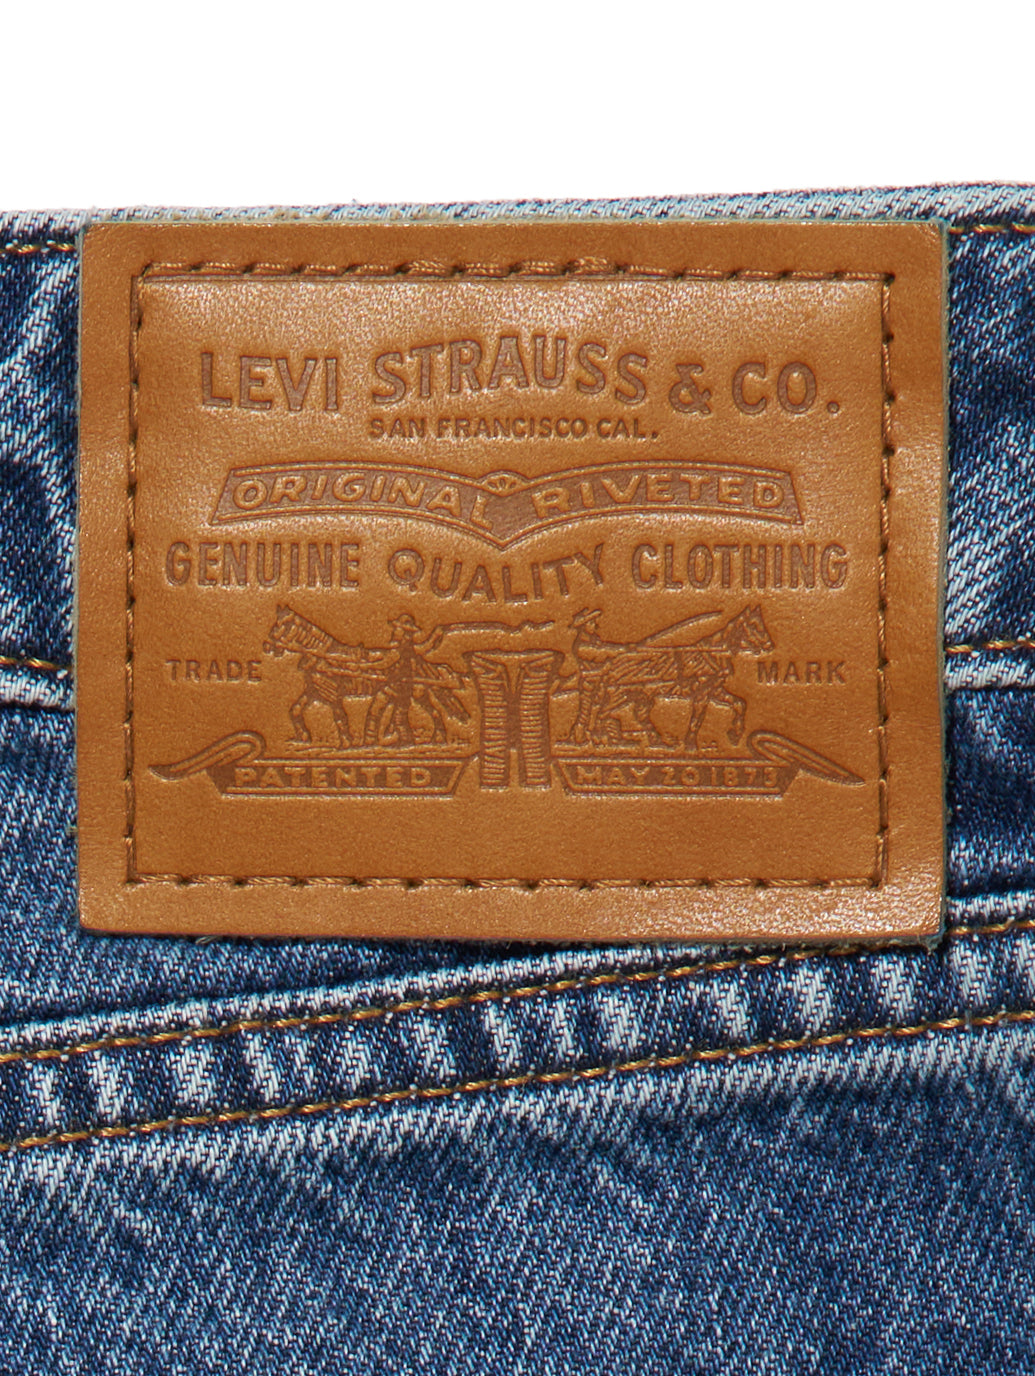 LEVI STRAUSS & CO.
SAN FRANCISCO CAL.
ORIGINAL RIVETED
GENUINE QUALITY CLOTHING
TRADE MARK
PATENTED MAY 20 1873